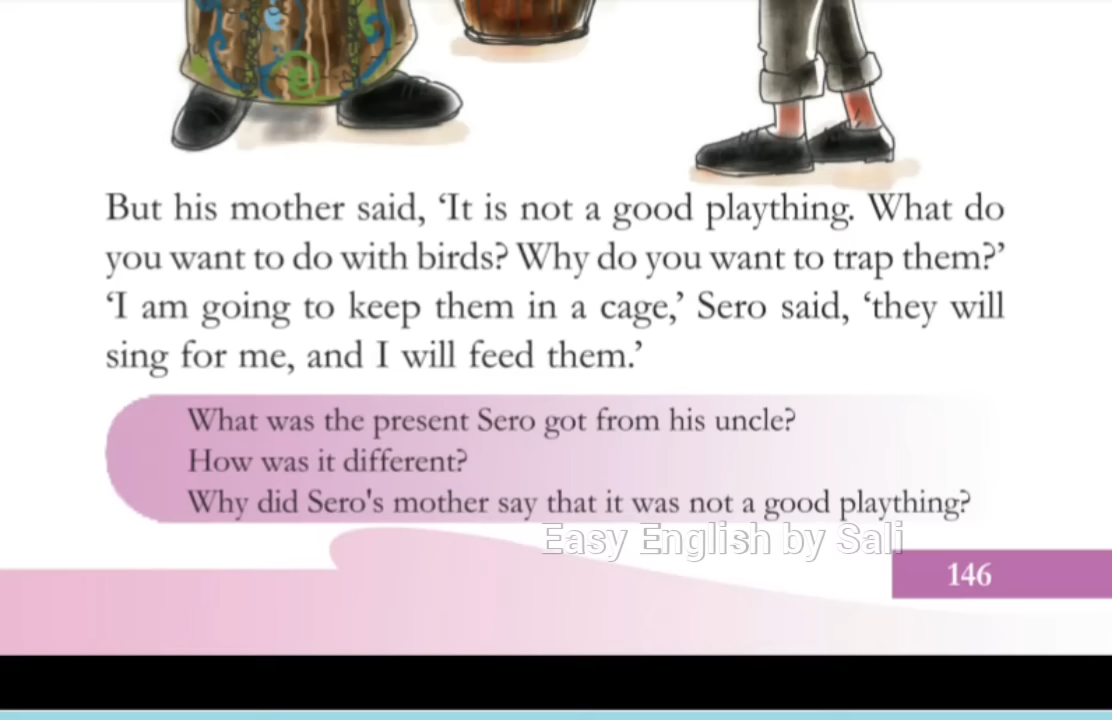 But his mother said, ‘It is not a good plaything. What do
you want to do with birds? Why do you want to trap them?’
‘I am going to keep them in a cage,’ Sero said, ‘they will
sing for me, and I will feed them.’
What was the present Sero got from his uncle?
How was it different?
Why did Sero's mother say that it was not a good plaything?
Easy English by Sali
146